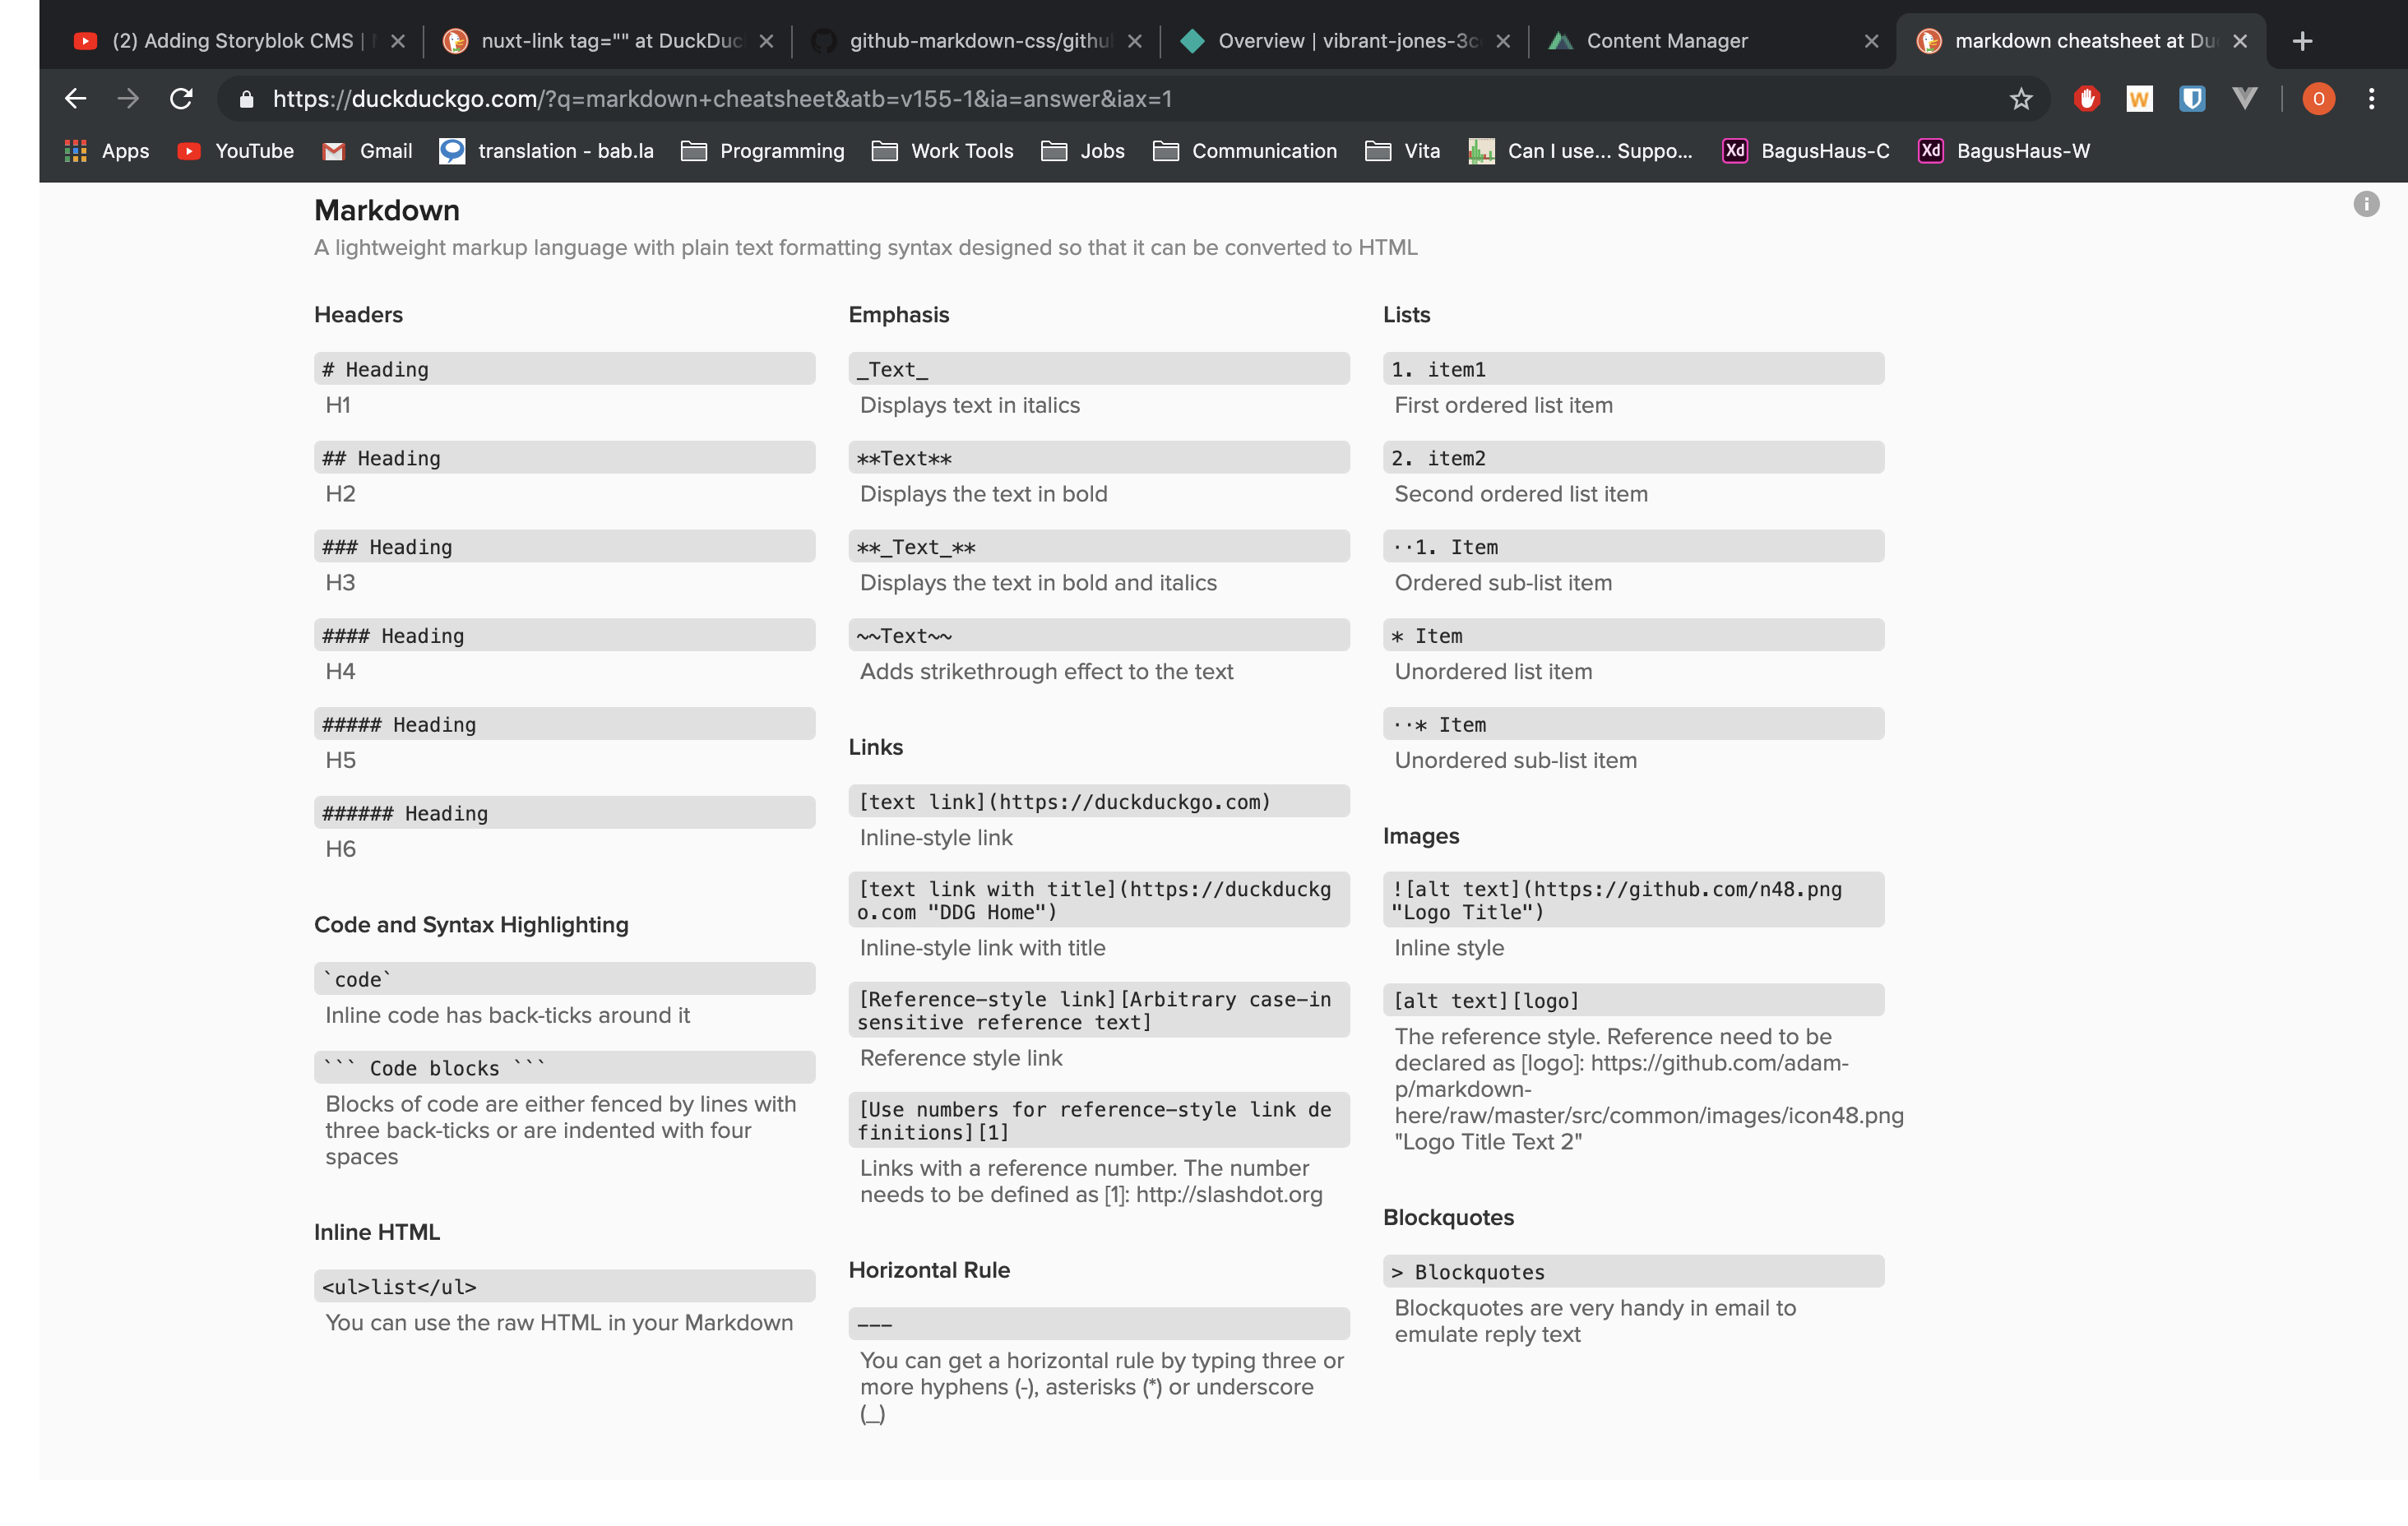 (2) Adding Storyblok CMS |
nuxt-link tag="" at DuckDuc
github-markdown-css/githu
Overview | vibrant-jones-3c
Content Manager
markdown cheatsheet at Du
https://duckduckgo.com/?q=markdown+cheatsheet&atb=v155-1&ia=answer&iax=1
W
O
Apps
YouTube
Gmail
translation - bab.la
Programming
Work Tools
Jobs
Communication
Vita
Can I use... Suppo...
Xd
BagusHaus-C
Xd
BagusHaus-W
Markdown
A lightweight markup language with plain text formatting syntax designed so that it can be converted to HTML
Headers
# Heading
H1
## Heading
H2
### Heading
H3
#### Heading
H4
##### Heading
H5
###### Heading
H6
Code and Syntax Highlighting
`code`
Inline code has back-ticks around it
``` Code blocks ```
Blocks of code are either fenced by lines with
three back-ticks or are indented with four
spaces
Inline HTML
<ul>list</ul>
You can use the raw HTML in your Markdown
Emphasis
_Text_
Displays text in italics
**Text**
Displays the text in bold
**_Text_**
Displays the text in bold and italics
~~Text~~
Adds strikethrough effect to the text
Links
[text link](https://duckduckgo.com)
Inline-style link
[text link with title](https://duckduckg
o.com "DDG Home")
Inline-style link with title
[Reference-style link][Arbitrary case-in
sensitive reference text]
Reference style link
[Use numbers for reference-style link de
finitions][1]
Links with a reference number. The number
needs to be defined as [1]: http://slashdot.org
Horizontal Rule
---
You can get a horizontal rule by typing three or
more hyphens (-), asterisks (*) or underscore
(_)
Lists
1. item1
First ordered list item
2. item2
Second ordered list item
··1. Item
Ordered sub-list item
* Item
Unordered list item
··* Item
Unordered sub-list item
Images
![alt text](https://github.com/n48.png
"Logo Title")
Inline style
[alt text][logo]
The reference style. Reference need to be
declared as [logo]: https://github.com/adam-
p/markdown-
here/raw/master/src/common/images/icon48.png
"Logo Title Text 2"
Blockquotes
> Blockquotes
Blockquotes are very handy in email to
emulate reply text